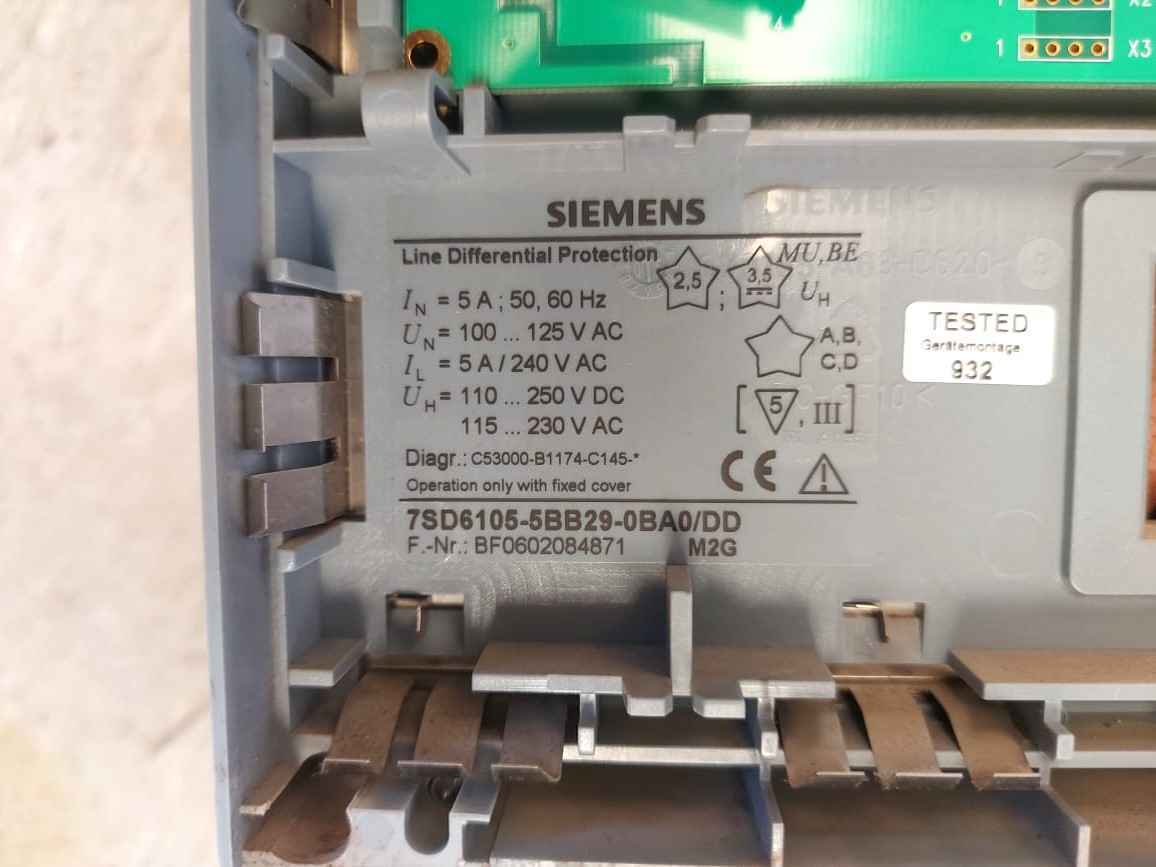 X2
1 X3
4
SIEMENS
SIEMENS
Line Differential Protection 2,5 ; 3,5 MU,BE
UH
IN = 5 A ; 50, 60 Hz
UN = 100 ... 125 V AC
A,B,
C,D
IL = 5 A / 240 V AC
UH = 110 ... 250 V DC
115 ... 230 V AC
[5, III]
Diagr.: C53000-B1174-C145-*
Operation only with fixed cover
CE
7SD6105-5BB29-0BA0/DD
F.-Nr.: BF0602084871 M2G
TESTED
Gerätemontage
932